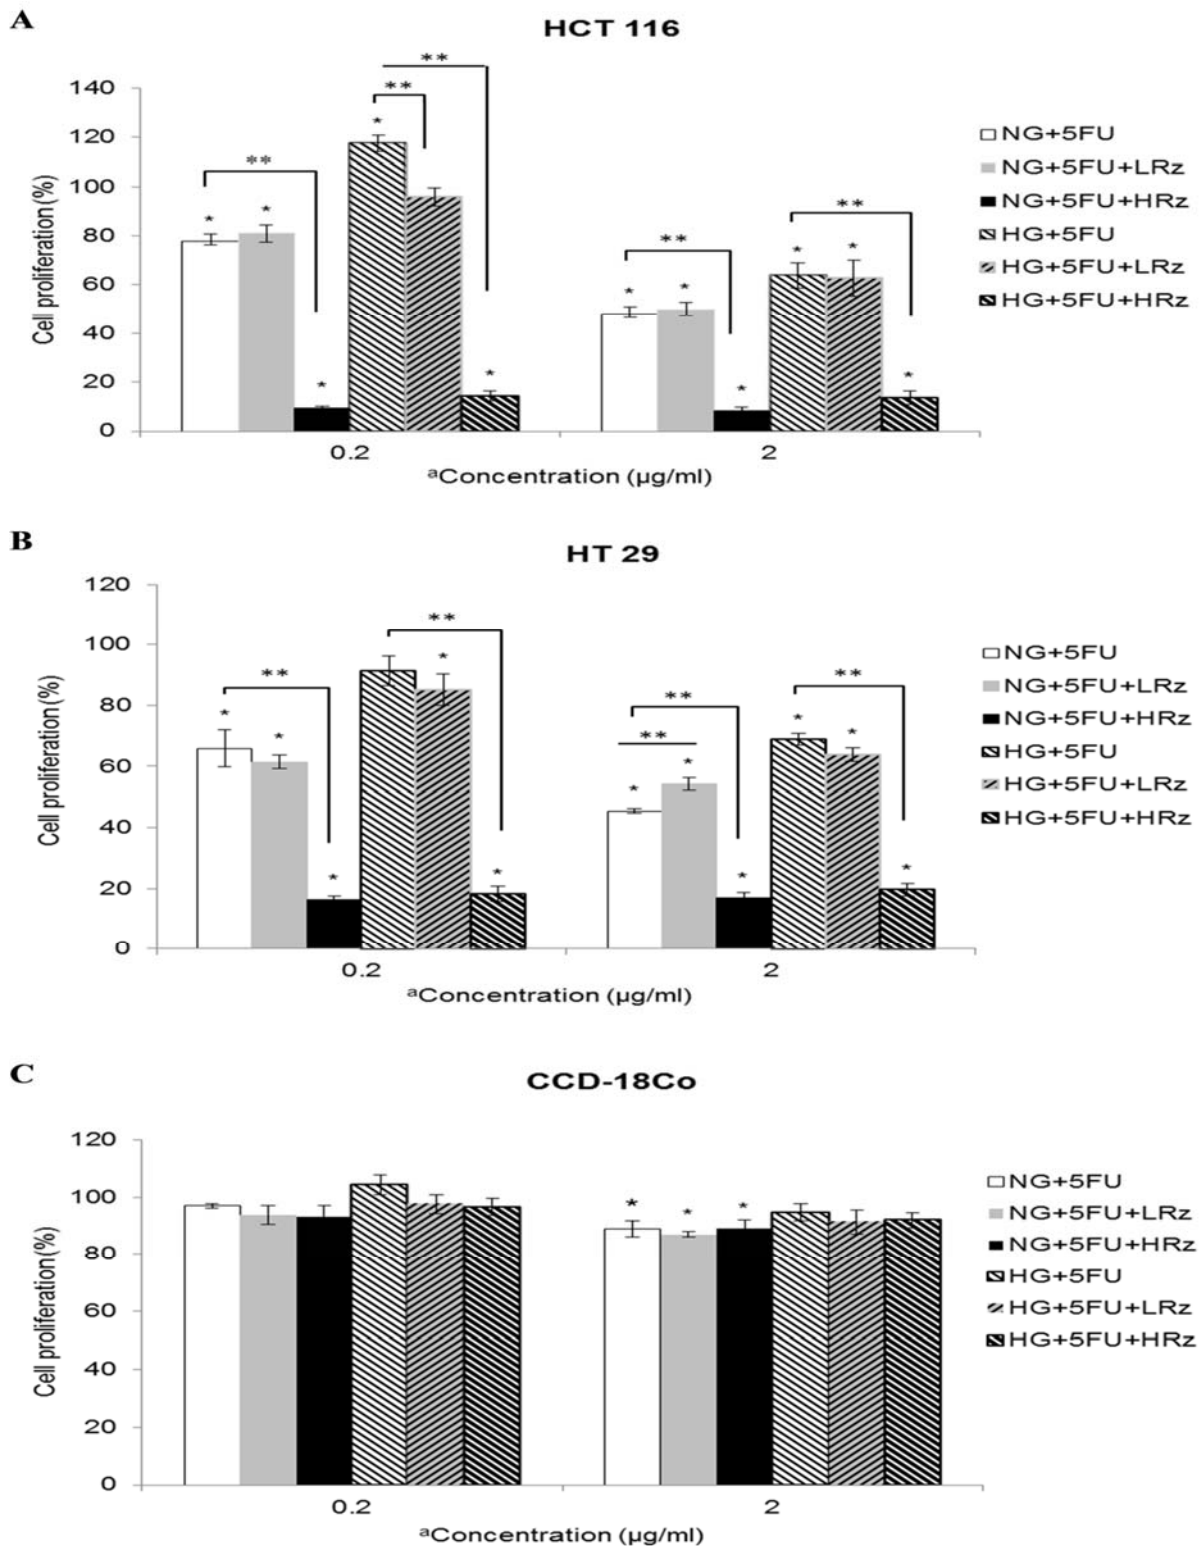 A
HCT 116
** 
**
*
**
* *
*
*
**
**
* *
* *
*
*
140
120
100
80
60
40
20
0
Cell proliferation (%)
0.2 2
ᵃConcentration (µg/ml)
NG+5FU
NG+5FU+LRz
NG+5FU+HRz
HG+5FU
HG+5FU+LRz
HG+5FU+HRz
B
HT 29
**
**
*
*
*
*
*
**
**
**
* *
*
*
*
*
120
100
80
60
40
20
0
Cell proliferation (%)
0.2 2
ᵃConcentration (µg/ml)
NG+5FU
NG+5FU+LRz
NG+5FU+HRz
HG+5FU
HG+5FU+LRz
HG+5FU+HRz
C
CCD-18Co
* * *
120
100
80
60
40
20
0
Cell proliferation (%)
0.2 2
ᵃConcentration (µg/ml)
NG+5FU
NG+5FU+LRz
NG+5FU+HRz
HG+5FU
HG+5FU+LRz
HG+5FU+HRz